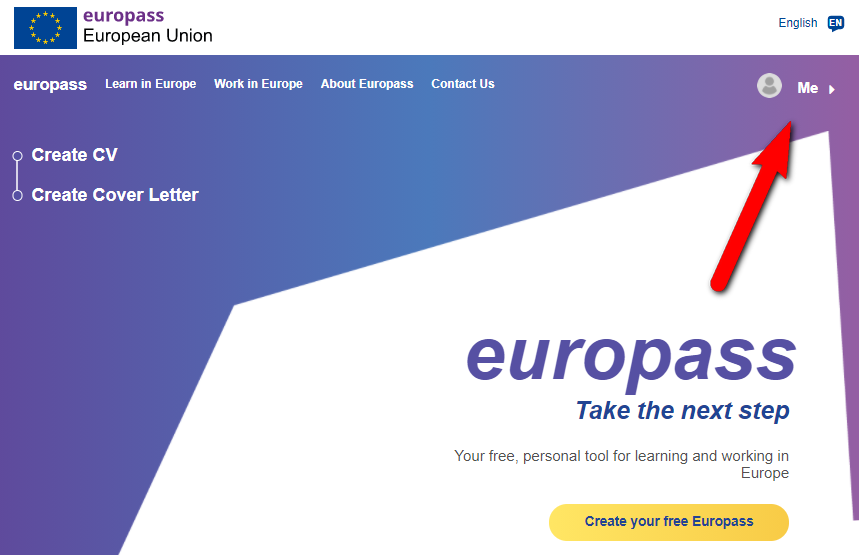 europass
European Union
English EN
europass Learn in Europe Work in Europe About Europass Contact Us Me
Create CV
Create Cover Letter
europass
Take the next step
Your free, personal tool for learning and working in
Europe
Create your free Europass